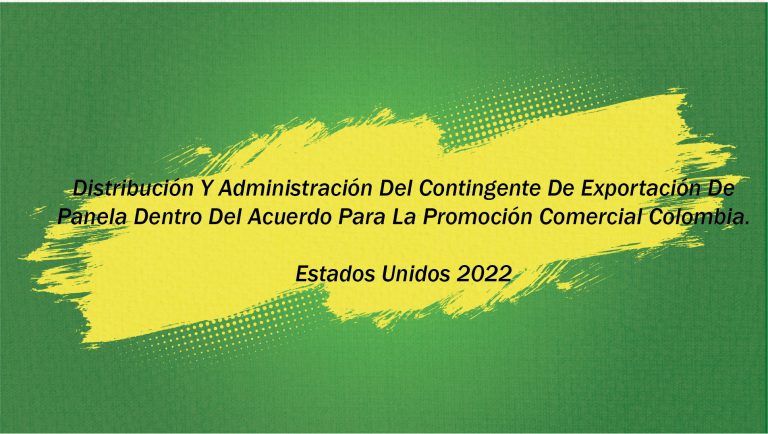 Distribución Y Administración Del Contingente De Exportación De
Panela Dentro Del Acuerdo Para La Promoción Comercial Colombia.
Estados Unidos 2022